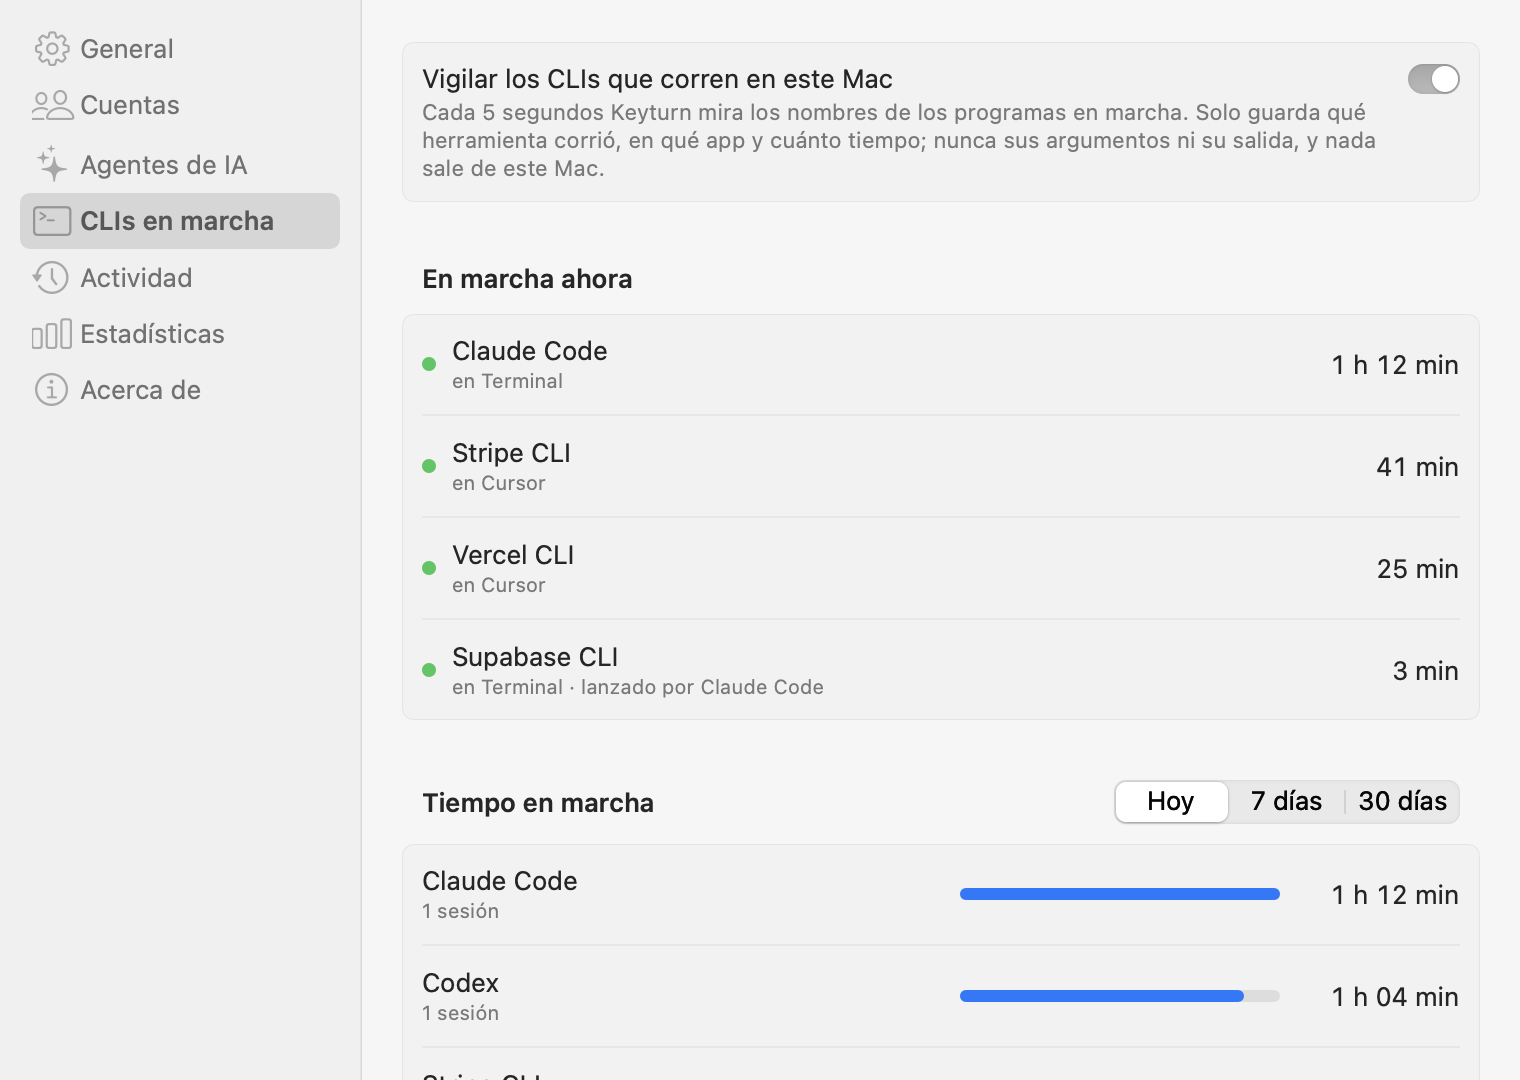 General
Cuentas
Agentes de IA
CLIs en marcha
Actividad
Estadísticas
Acerca de
Vigilar los CLIs que corren en este Mac
Cada 5 segundos Keyturn mira los nombres de los programas en marcha. Solo guarda qué
herramienta corrió, en qué app y cuánto tiempo; nunca sus argumentos ni su salida, y nada
sale de este Mac.
En marcha ahora
Claude Code
en Terminal
1 h 12 min
Stripe CLI
en Cursor
41 min
Vercel CLI
en Cursor
25 min
Supabase CLI
en Terminal · lanzado por Claude Code
3 min
Tiempo en marcha
Hoy
7 días
30 días
Claude Code
1 sesión
1 h 12 min
Codex
1 sesión
1 h 04 min